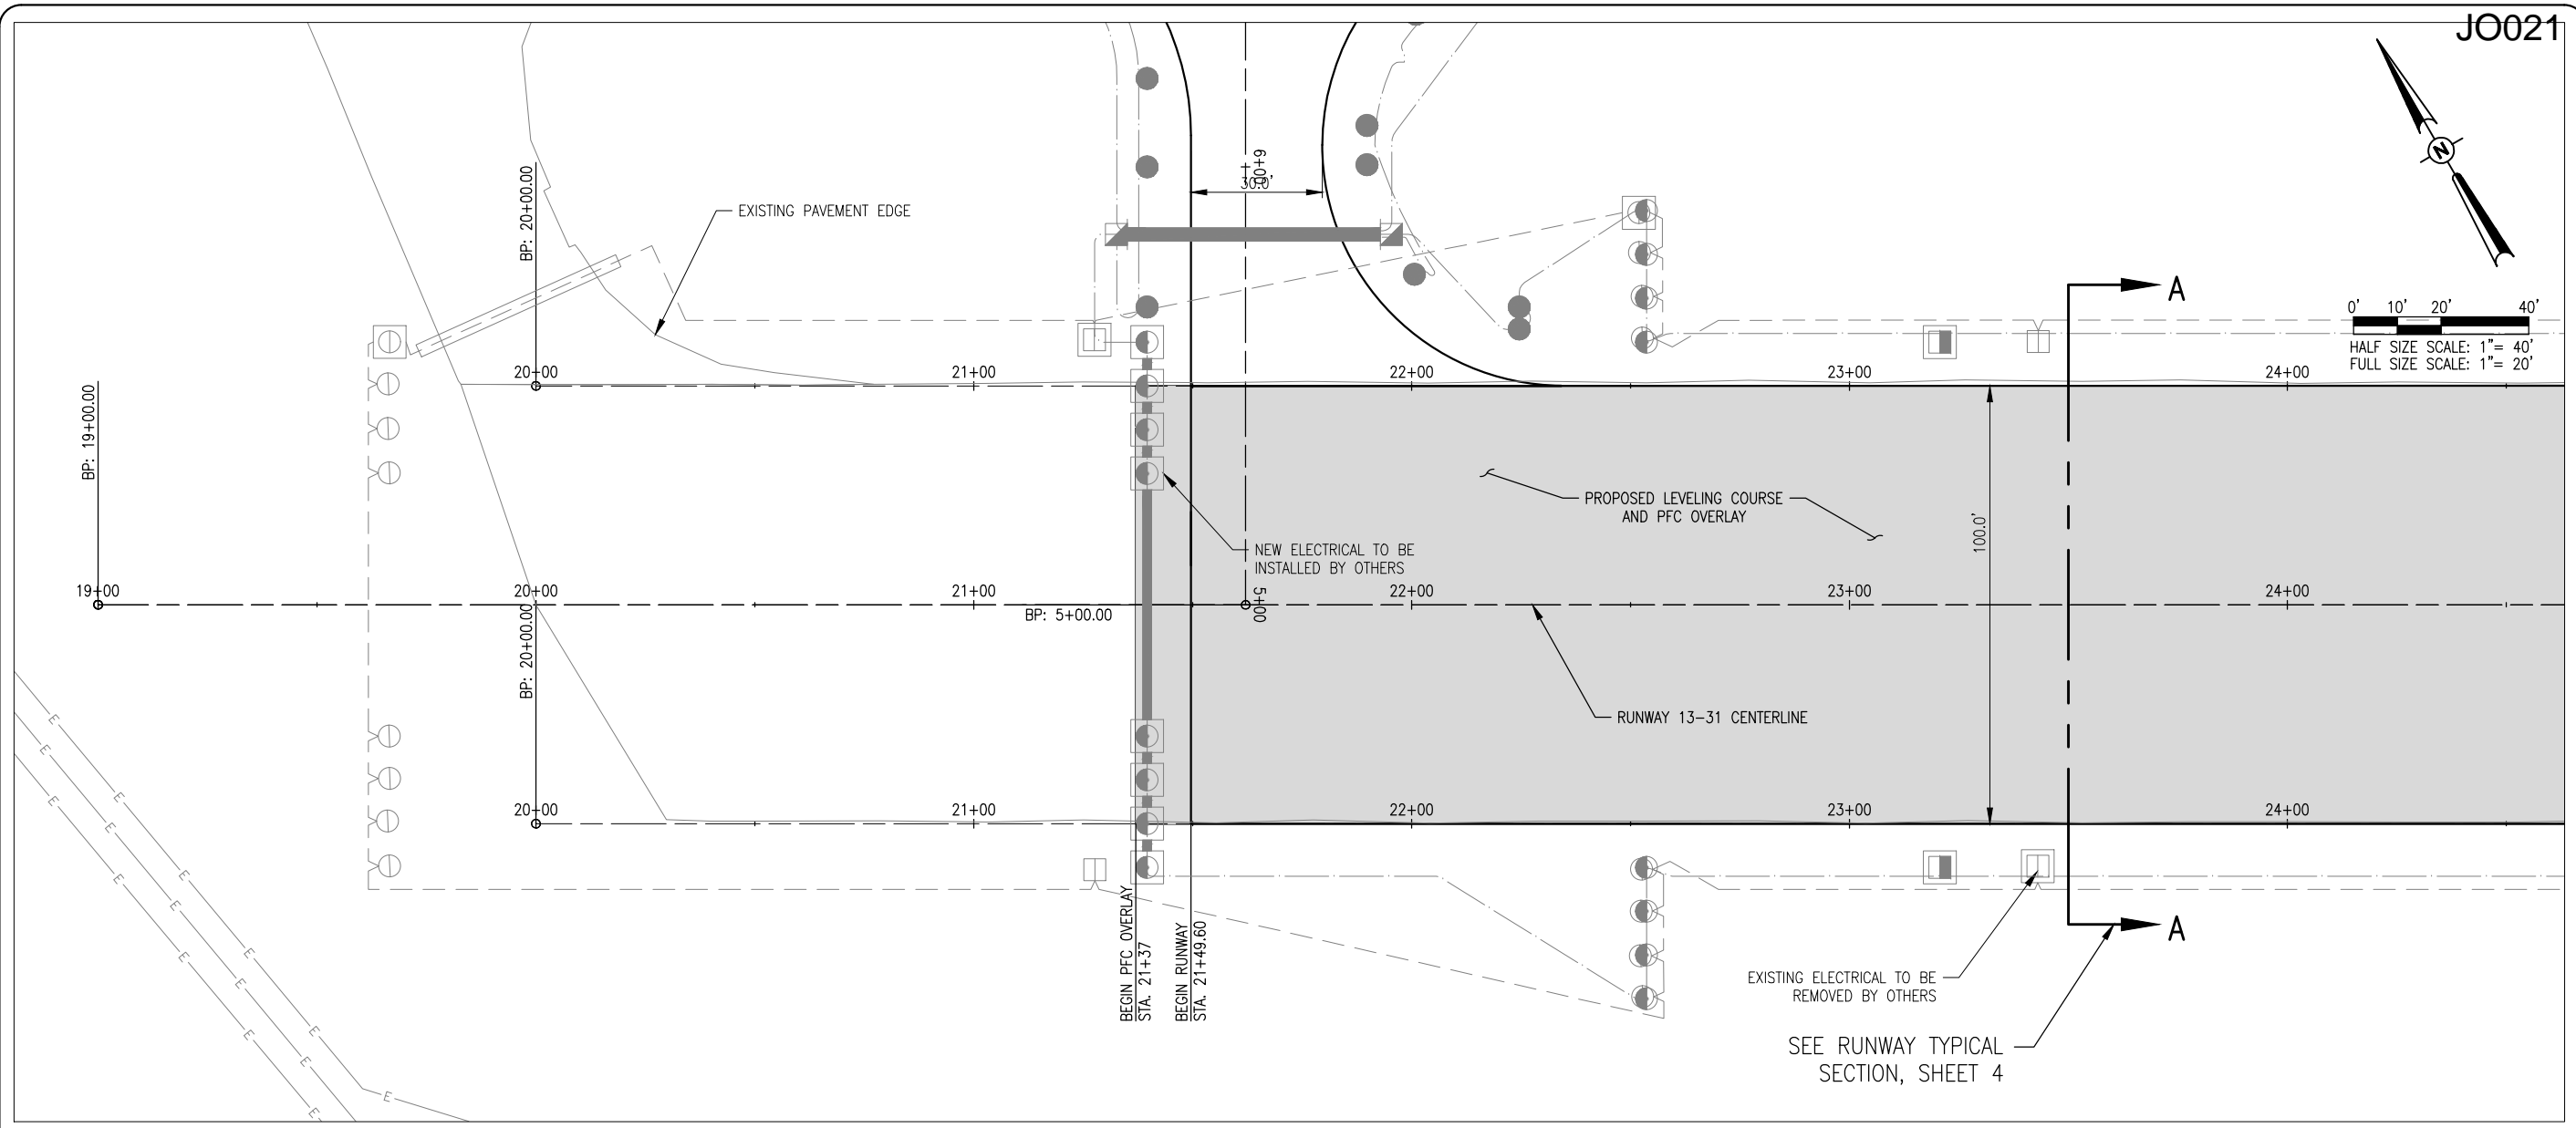 JO021
6+00
30.0'
BP: 20+00.00
EXISTING PAVEMENT EDGE
N
A
0' 10' 20' 40'
HALF SIZE SCALE: 1"= 40'
FULL SIZE SCALE: 1"= 20'
BP: 19+00.00
20+00 21+00 22+00 23+00 24+00
PROPOSED LEVELING COURSE
AND PFC OVERLAY
100.0'
NEW ELECTRICAL TO BE
INSTALLED BY OTHERS
19+00 20+00 21+00 22+00 23+00 24+00
5+00
BP: 5+00.00
BP: 20+00.00
RUNWAY 13-31 CENTERLINE
20+00 21+00 22+00 23+00 24+00
BEGIN PFC OVERLAY
STA. 21+37
BEGIN RUNWAY
STA. 21+49.60
A
EXISTING ELECTRICAL TO BE
REMOVED BY OTHERS
SEE RUNWAY TYPICAL
SECTION, SHEET 4
E E E E E E
E E E E E
E E E E E